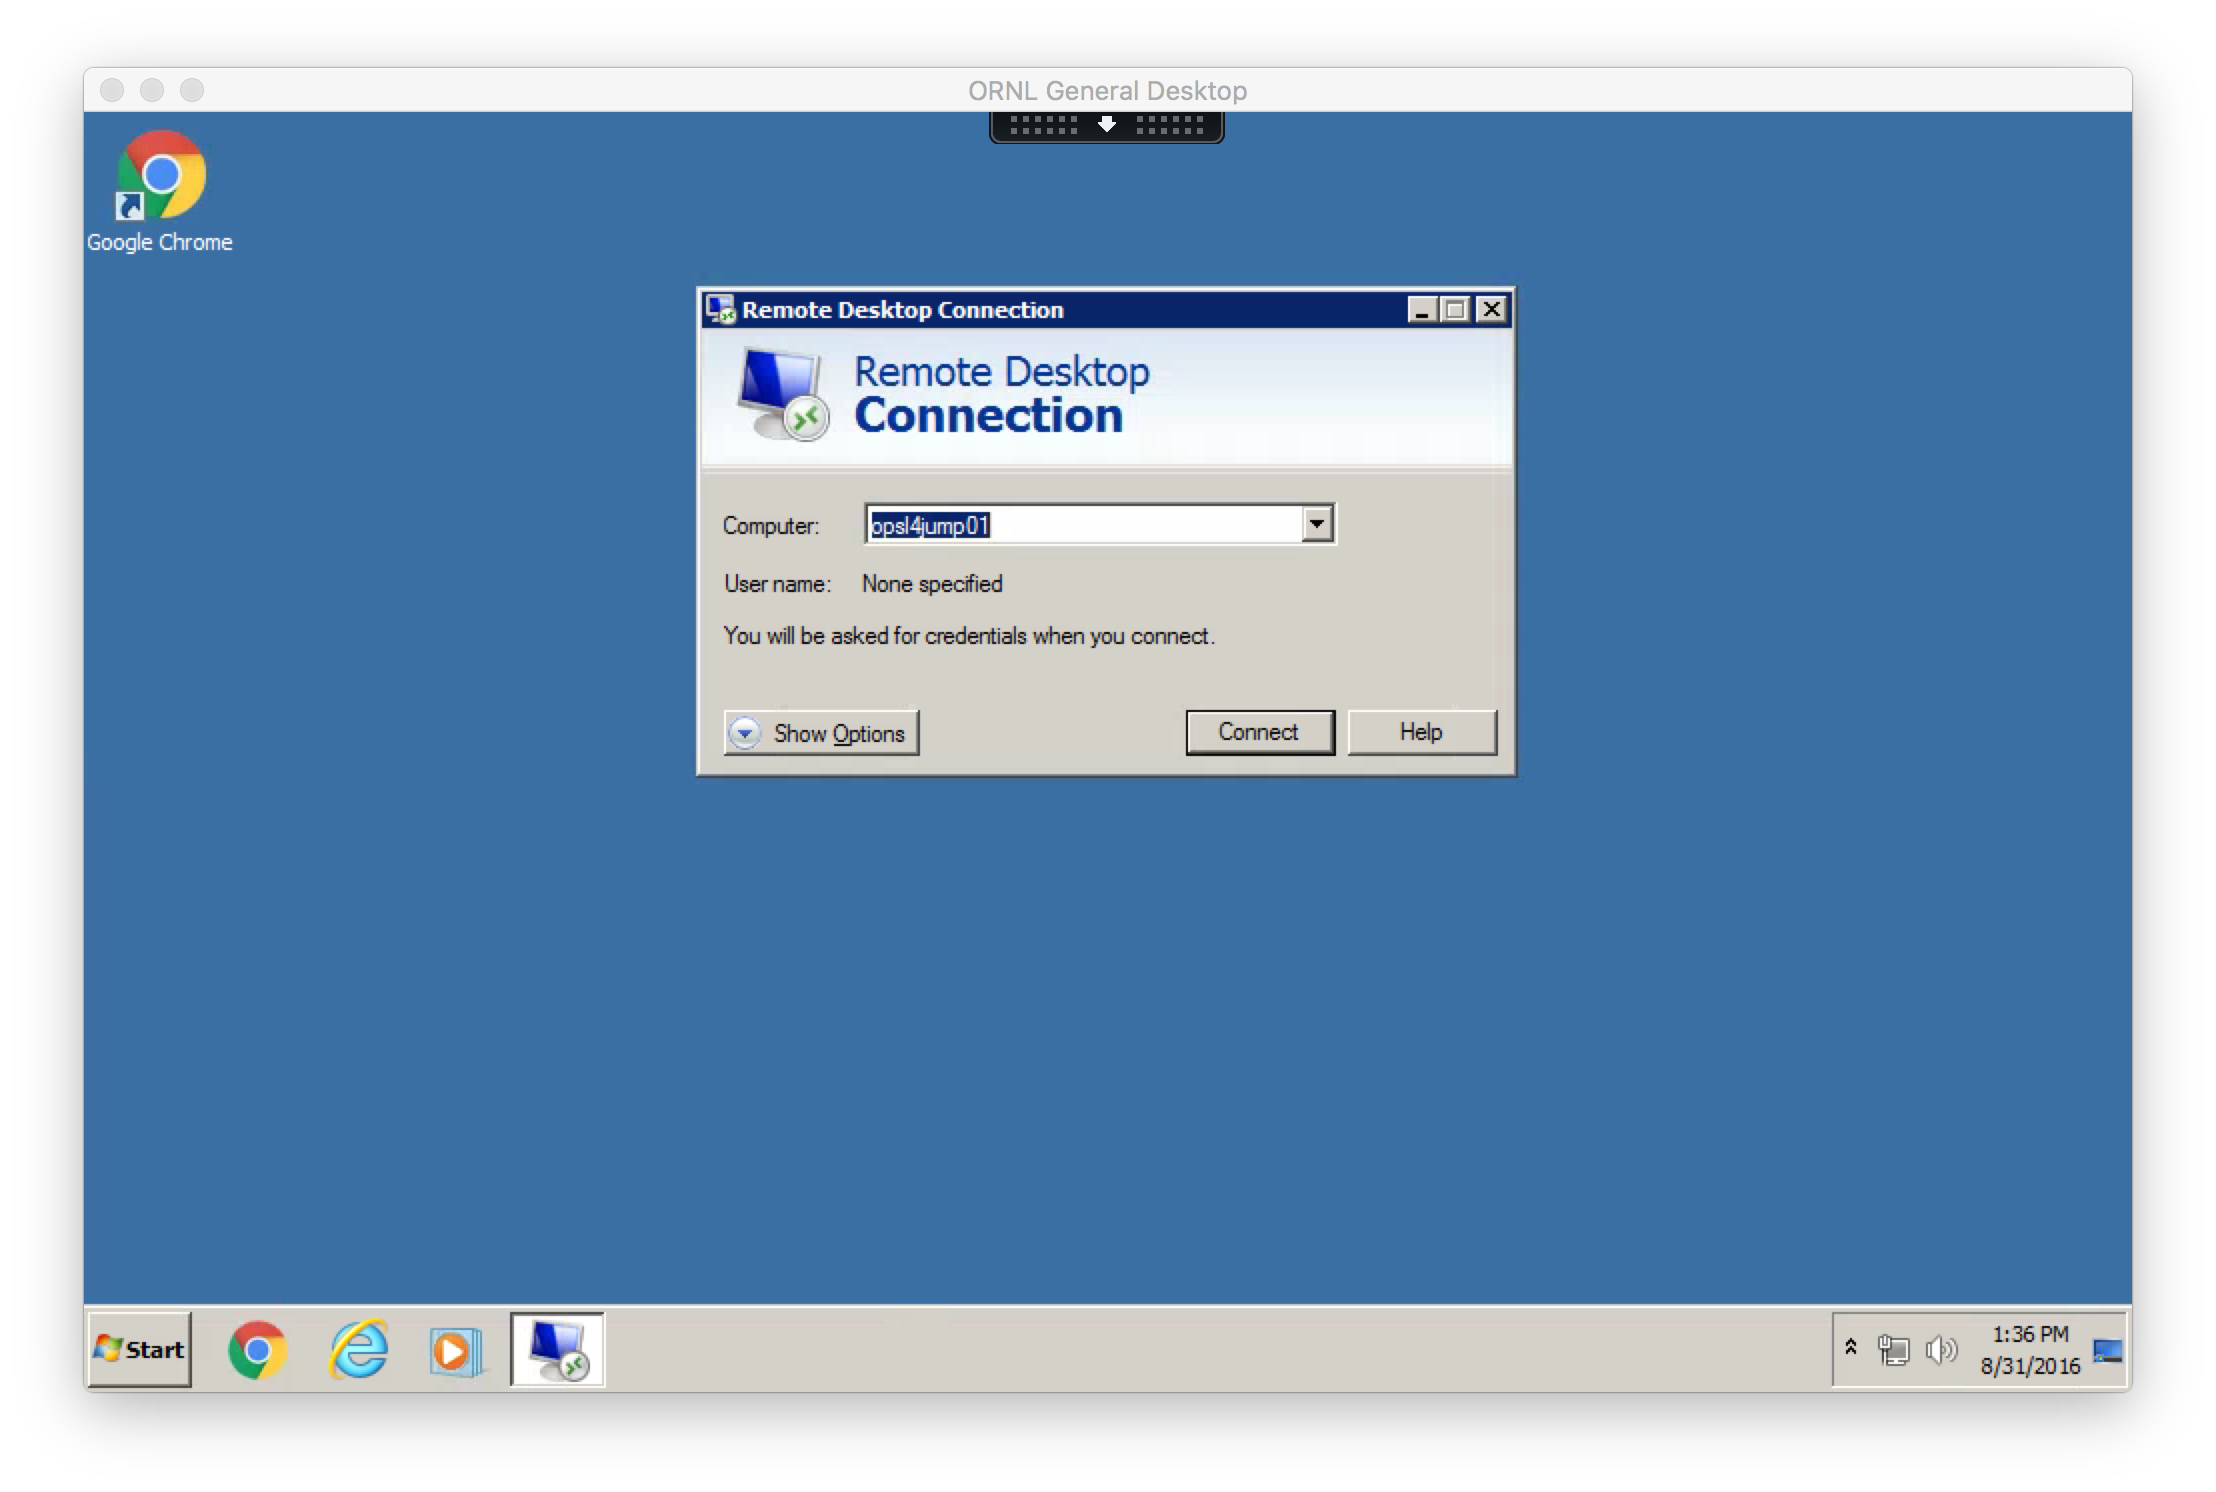 ORNL General Desktop
Google Chrome
Remote Desktop Connection
Remote Desktop
Connection
Computer: opsl4jump01
User name: None specified
You will be asked for credentials when you connect.
Show Options
Connect
Help
Start
1:36 PM
8/31/2016